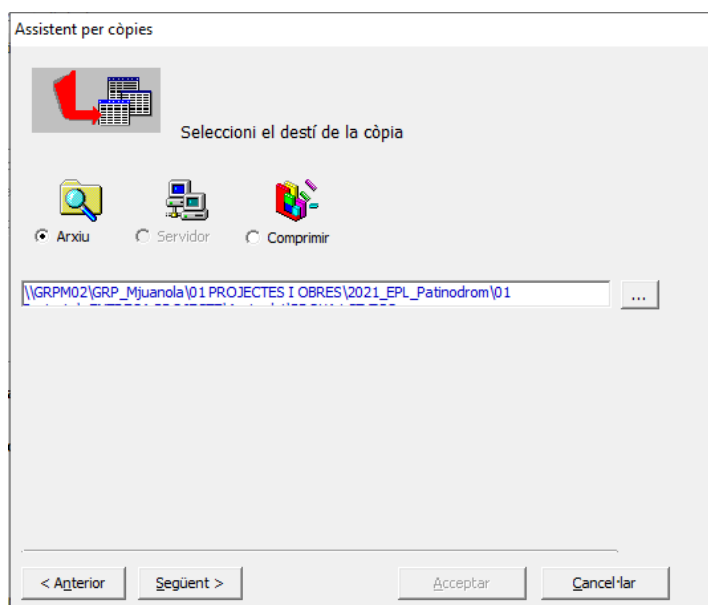 Assistent per còpies
Seleccioni el destí de la còpia
Arxiu Servidor Comprimir
\\GRPM02\GRP_Mjuanola\01 PROJECTES I OBRES\2021_EPL_Patinodrom\01
...
< Anterior Següent > Acceptar Cancel·lar